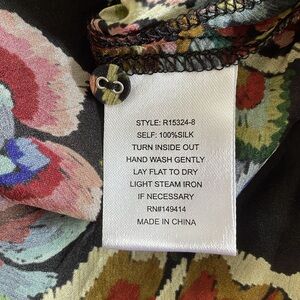 STYLE: R15324-8
SELF: 100%SILK
TURN INSIDE OUT
HAND WASH GENTLY
LAY FLAT TO DRY
LIGHT STEAM IRON
IF NECESSARY
RN#149414
MADE IN CHINA